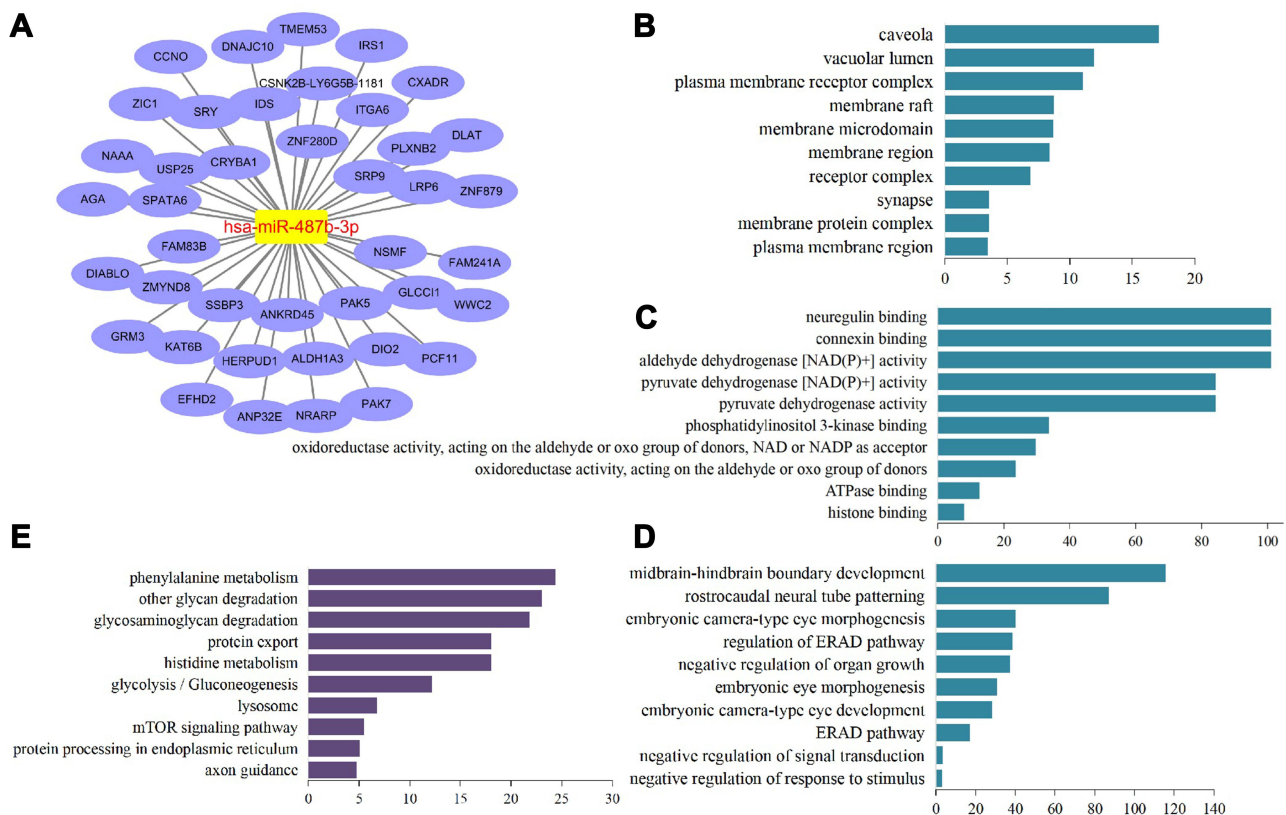 A
TMEM53
DNAJC10
IRS1
CCNO
CSNK2B-LY6G5B-1181
CXADR
ZIC1
SRY
IDS
ITGA6
ZNF280D
DLAT
PLXNB2
NAAA
USP25
CRYBA1
SRP9
LRP6
ZNF879
AGA
SPATA6
hsa-miR-487b-3p
FAM83B
NSMF
FAM241A
DIABLO
ZMYND8
GLCCI1
SSBP3
PAK5
WWC2
ANKRD45
GRM3
KAT6B
DIO2
HERPUD1
ALDH1A3
PCF11
EFHD2
PAK7
ANP32E
NRARP
B
caveola
vacuolar lumen
plasma membrane receptor complex
membrane raft
membrane microdomain
membrane region
receptor complex
synapse
membrane protein complex
plasma membrane region
0 5 10 15 20
C
neuregulin binding
connexin binding
aldehyde dehydrogenase [NAD(P)+] activity
pyruvate dehydrogenase [NAD(P)+] activity
pyruvate dehydrogenase activity
phosphatidylinositol 3-kinase binding
oxidoreductase activity, acting on the aldehyde or oxo group of donors, NAD or NADP as acceptor
oxidoreductase activity, acting on the aldehyde or oxo group of donors
ATPase binding
histone binding
0 20 40 60 80 100
E
phenylalanine metabolism
other glycan degradation
glycosaminoglycan degradation
protein export
histidine metabolism
glycolysis / Gluconeogenesis
lysosome
mTOR signaling pathway
protein processing in endoplasmic reticulum
axon guidance
0 5 10 15 20 25 30
D
midbrain-hindbrain boundary development
rostrocaudal neural tube patterning
embryonic camera-type eye morphogenesis
regulation of ERAD pathway
negative regulation of organ growth
embryonic eye morphogenesis
embryonic camera-type eye development
ERAD pathway
negative regulation of signal transduction
negative regulation of response to stimulus
0 20 40 60 80 100 120 140